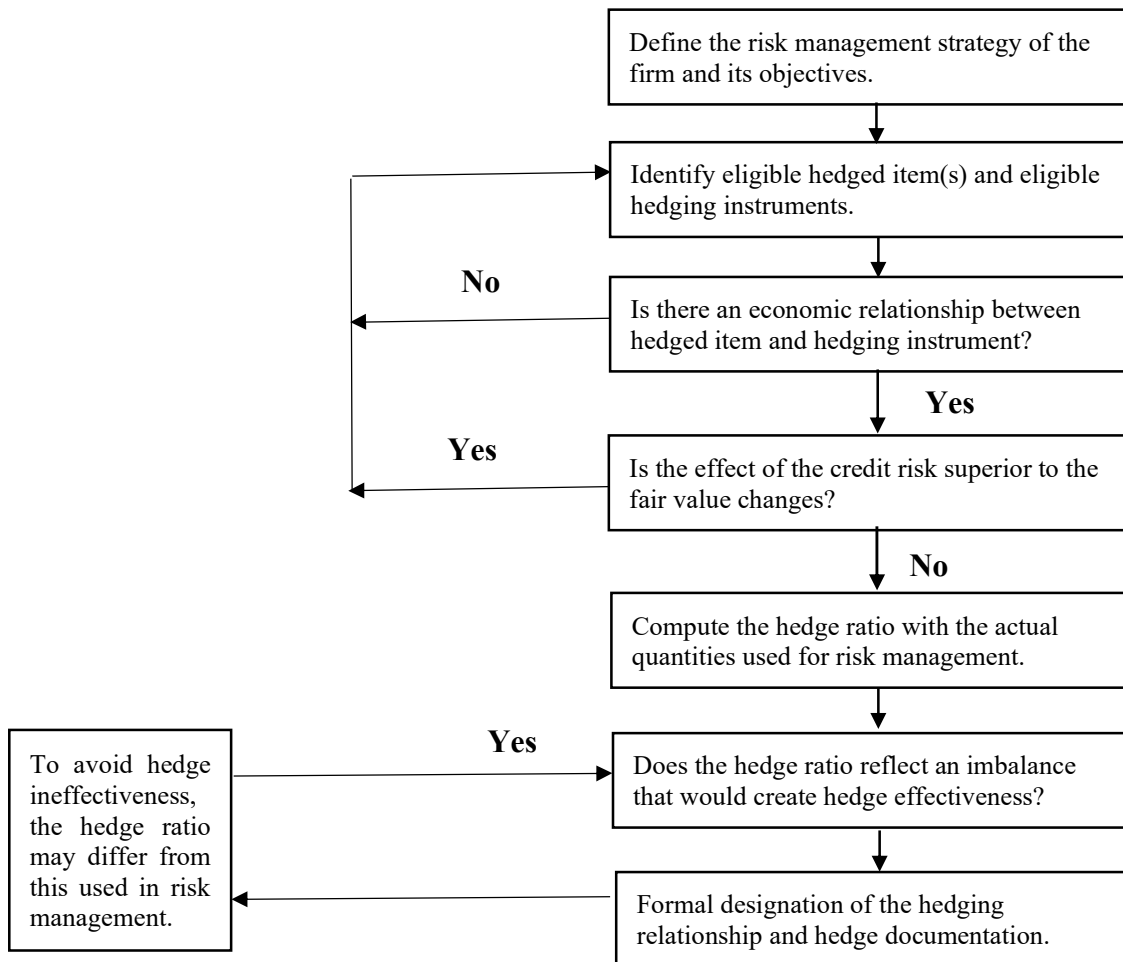 Define the risk management strategy of the
firm and its objectives.
Identify eligible hedged item(s) and eligible
hedging instruments.
No
Is there an economic relationship between
hedged item and hedging instrument?
Yes
Yes
Is the effect of the credit risk superior to the
fair value changes?
No
Compute the hedge ratio with the actual
quantities used for risk management.
To avoid hedge
ineffectiveness,
the hedge ratio
may differ from
this used in risk
management.
Yes
Does the hedge ratio reflect an imbalance
that would create hedge effectiveness?
Formal designation of the hedging
relationship and hedge documentation.